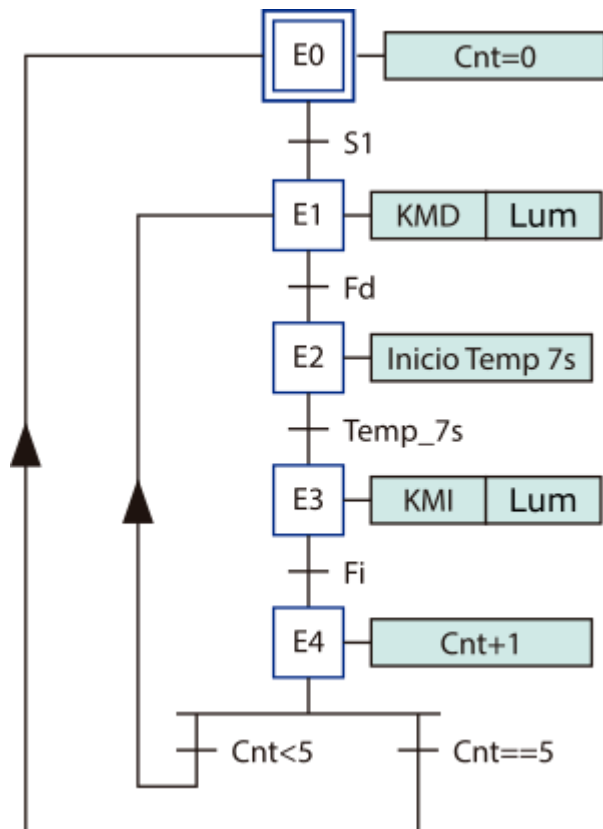 E0 Cnt=0
S1
E1 KMD Lum
Fd
E2 Inicio Temp 7s
Temp_7s
E3 KMI Lum
Fi
E4 Cnt+1
Cnt<5 Cnt==5